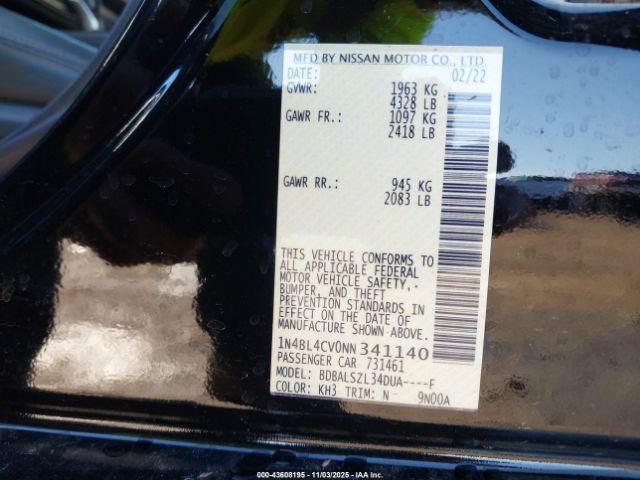 MFD BY NISSAN MOTOR CO., LTD.
DATE: 02/22
GVWR: 1963 KG
4328 LB
GAWR FR.: 1097 KG
2418 LB
GAWR RR.: 945 KG
2083 LB
THIS VEHICLE CONFORMS TO
ALL APPLICABLE FEDERAL
MOTOR VEHICLE SAFETY,
BUMPER, AND THEFT
PREVENTION STANDARDS IN
EFFECT ON THE DATE OF
MANUFACTURE SHOWN ABOVE.
1N4BL4CV0NN341140
PASSENGER CAR 731461
MODEL: BDBALSZL34DUA----F
COLOR: KH3 TRIM: N 9N00A
000-43608195 - 11/03/2025 - IAA Inc.